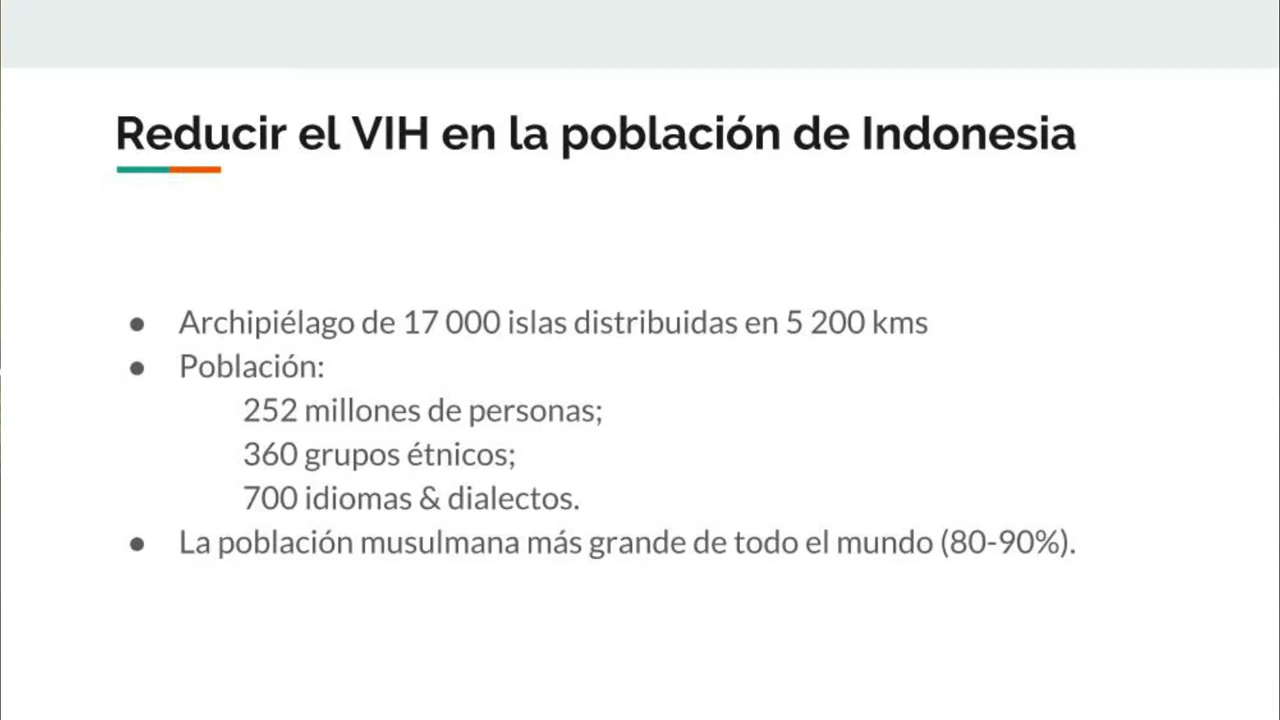 Reducir el VIH en la población de Indonesia
● Archipiélago de 17 000 islas distribuidas en 5 200 kms
● Población:
252 millones de personas;
360 grupos étnicos;
700 idiomas & dialectos.
● La población musulmana más grande de todo el mundo (80-90%).